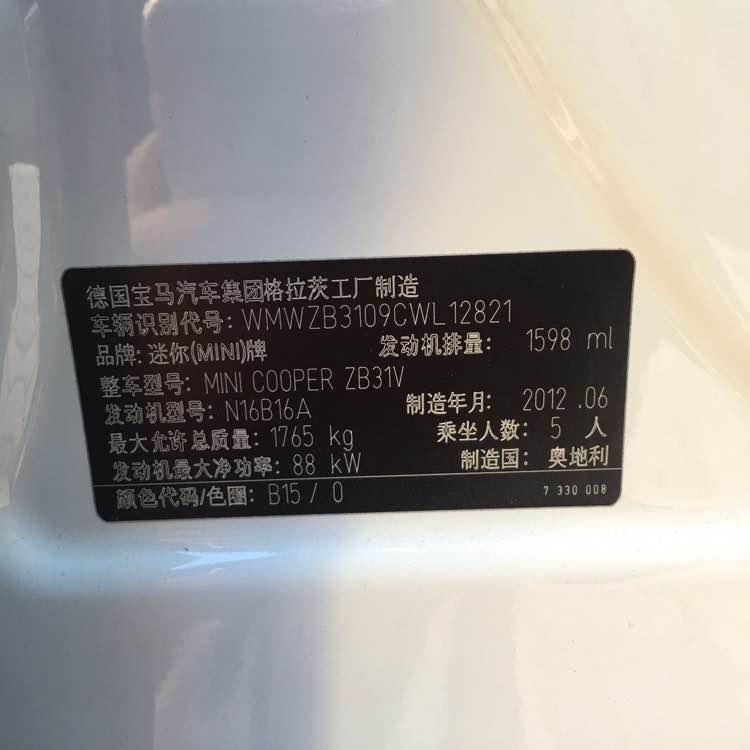 德国宝马汽车集团格拉茨工厂制造
车辆识别代号: WMWZB3109CWL12821
品牌: 迷你(MINI)牌 发动机排量: 1598 ml
整车型号: MINI COOPER ZB31V
发动机型号: N16B16A 制造年月: 2012 .06
最大允许总质量: 1765 kg 乘坐人数: 5 人
发动机最大净功率: 88 kW 制造国: 奥地利
颜色代码/色圈: B15 / 0 7 330 008